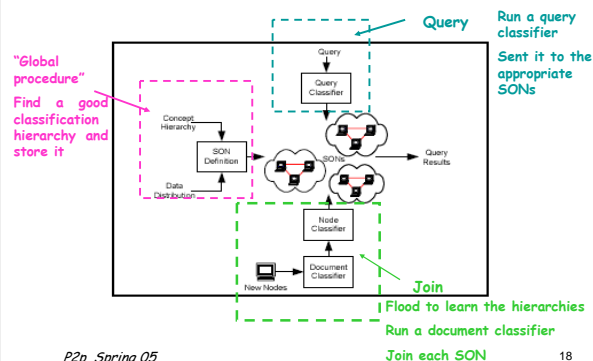 Query
Run a query
classifier
Sent it to the
appropriate
SONs
"Global
procedure"
Find a good
classification
hierarchy and
store it
Query
Query
Classifier
Concept
Hierarchy
SON
Definition
Data
Distribution
SONs
Query
Results
Node
Classifier
Document
Classifier
New Nodes
Join
Flood to learn the hierarchies
Run a document classifier
Join each SON
P2p, Spring 05
18